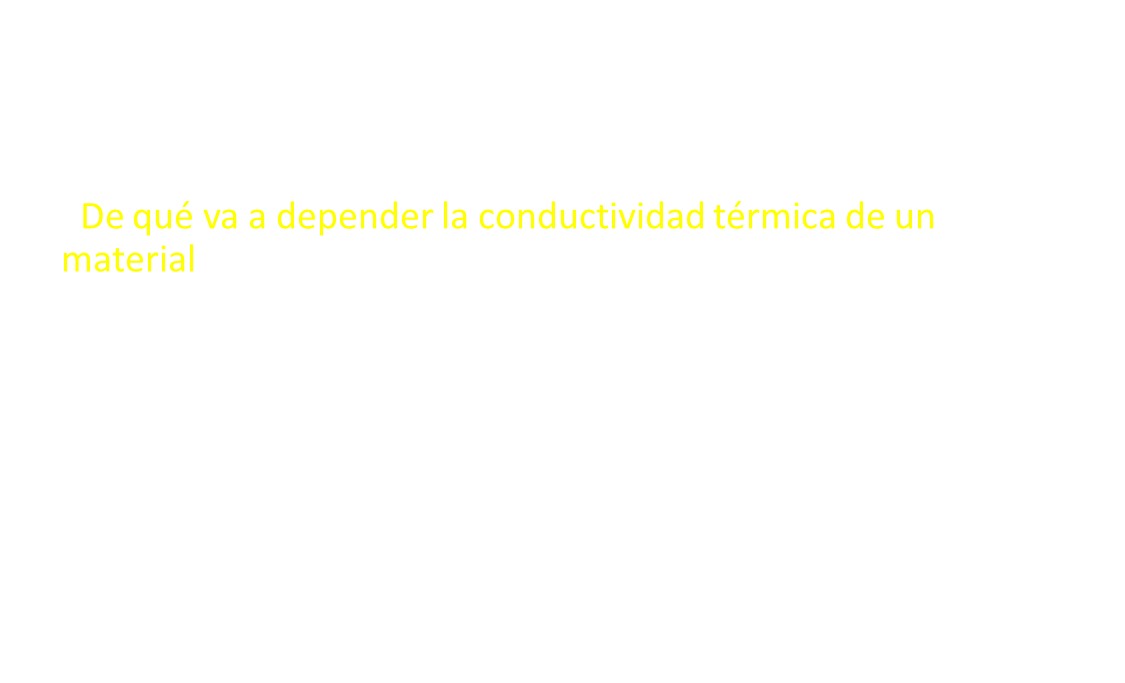 De qué va a depender la conductividad térmica de un
material